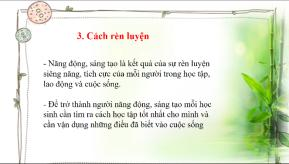 3. Cách rèn luyện
- Năng động, sáng tạo là kết quả của sự rèn luyện
siêng năng, tích cực của mỗi người trong học tập,
lao động và cuộc sống.
- Để trở thành người năng động, sáng tạo mỗi học
sinh cần tìm ra cách học tập tốt nhất cho mình và
cần vận dụng những điều đã biết vào cuộc sống